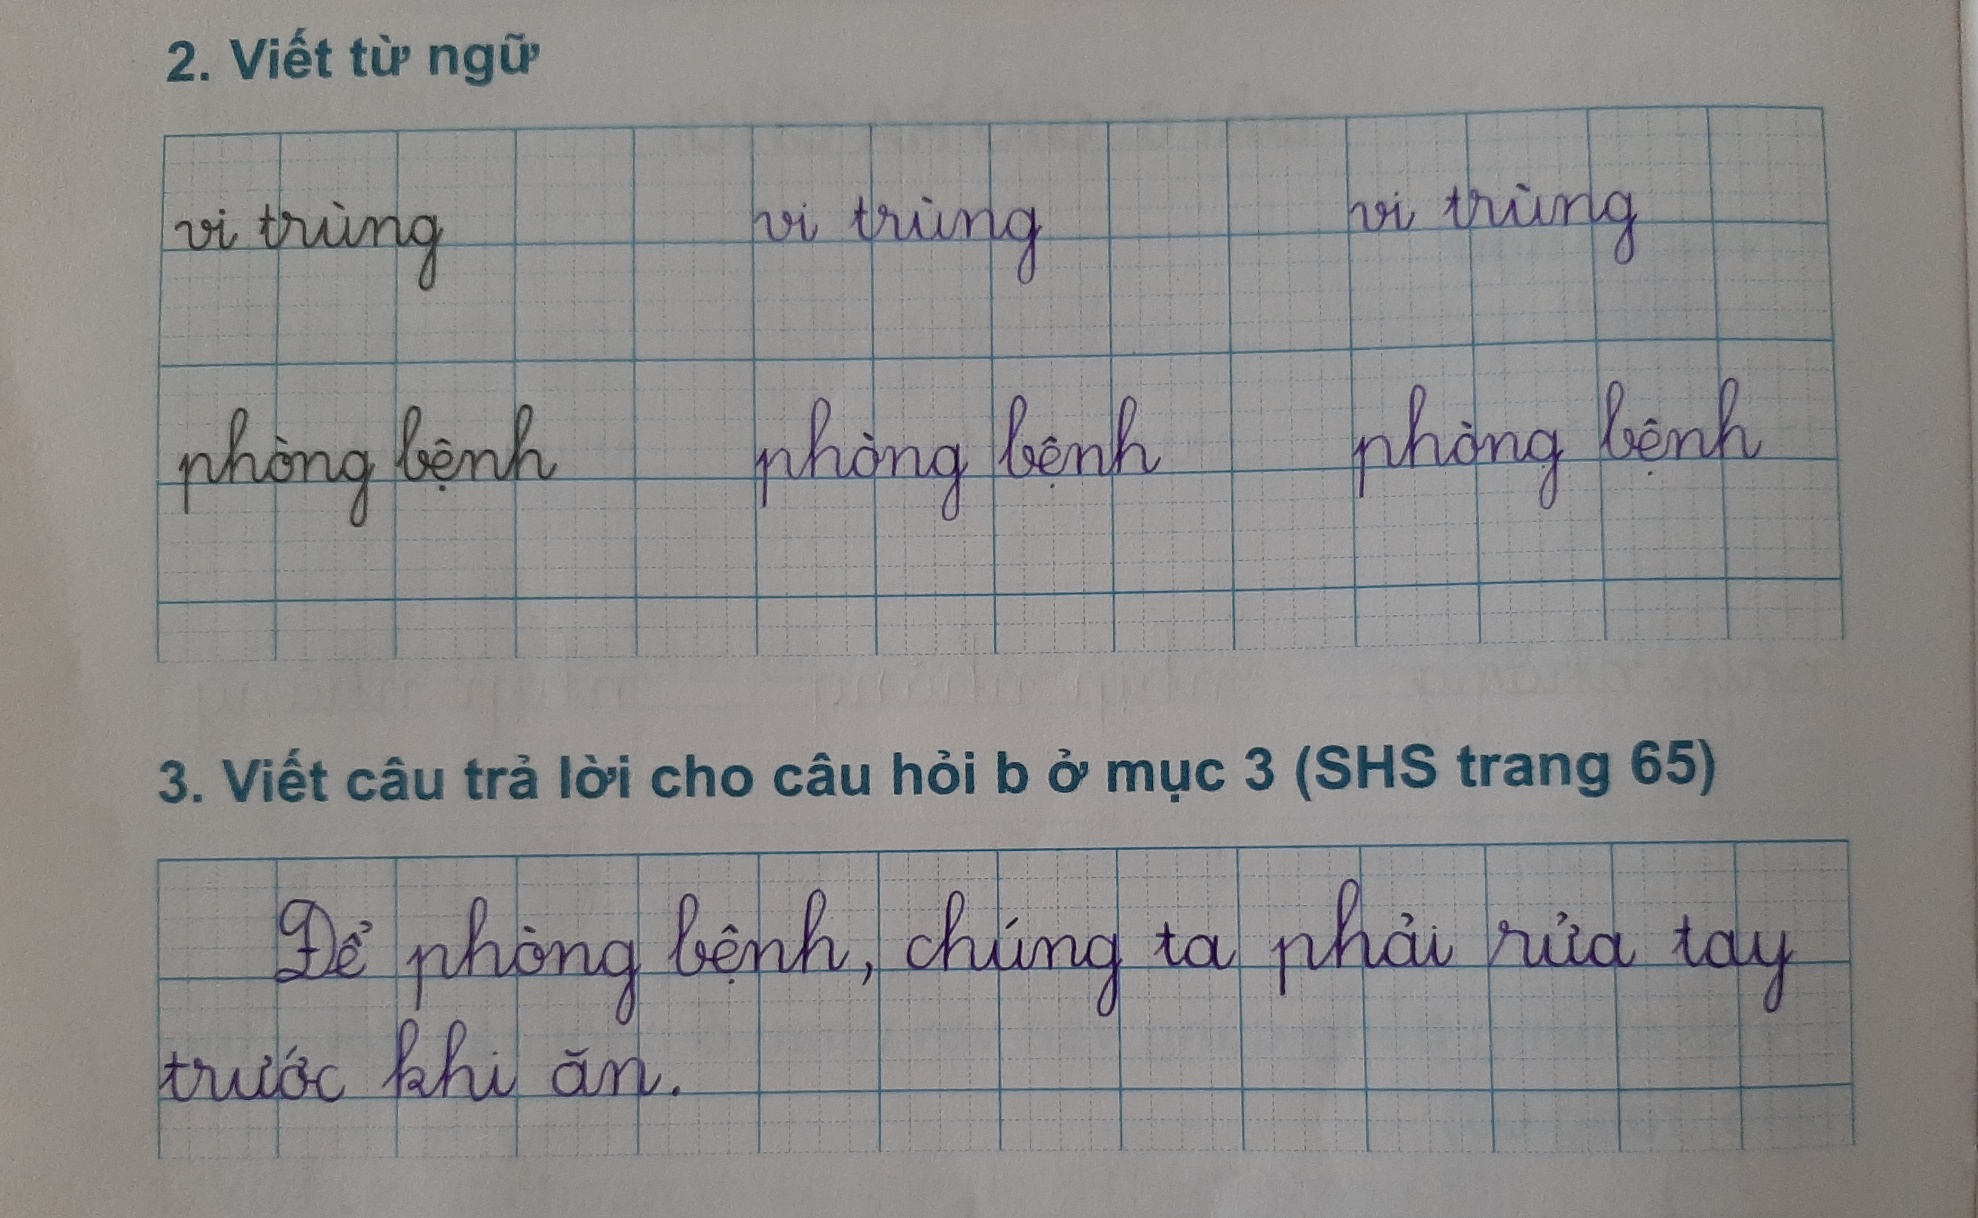 2. Viết từ ngữ
vi trùng vi trùng vi trùng
phòng bệnh phòng bệnh phòng bệnh
3. Viết câu trả lời cho câu hỏi b ở mục 3 (SHS trang 65)
Để phòng bệnh, chúng ta phải rửa tay
trước khi ăn.